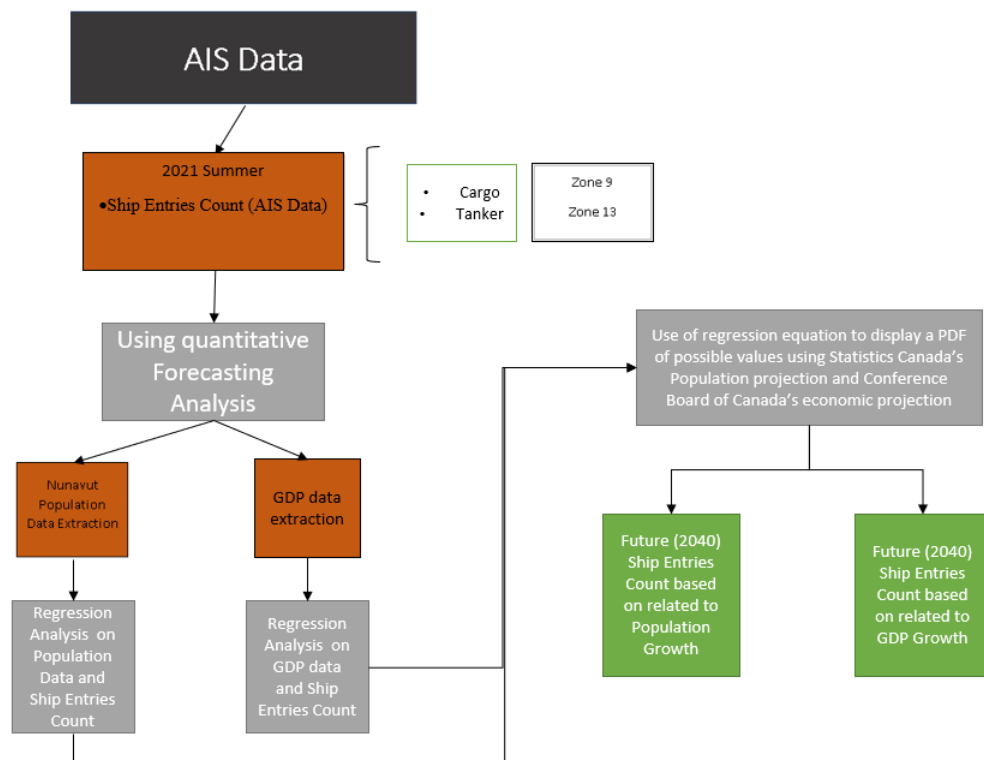 AIS Data
2021 Summer
•Ship Entries Count (AIS Data)
• Cargo
• Tanker
Zone 9
Zone 13
Using quantitative
Forecasting
Analysis
Nunavut
Population
Data Extraction
GDP data
extraction
Regression
Analysis on
Population
Data and
Ship Entries
Count
Regression
Analysis on
GDP data
and Ship
Entries Count
Use of regression equation to display a PDF
of possible values using Statistics Canada's
Population projection and Conference
Board of Canada's economic projection
Future (2040)
Ship Entries
Count based
on related to
Population
Growth
Future (2040)
Ship Entries
Count based
on related to
GDP Growth